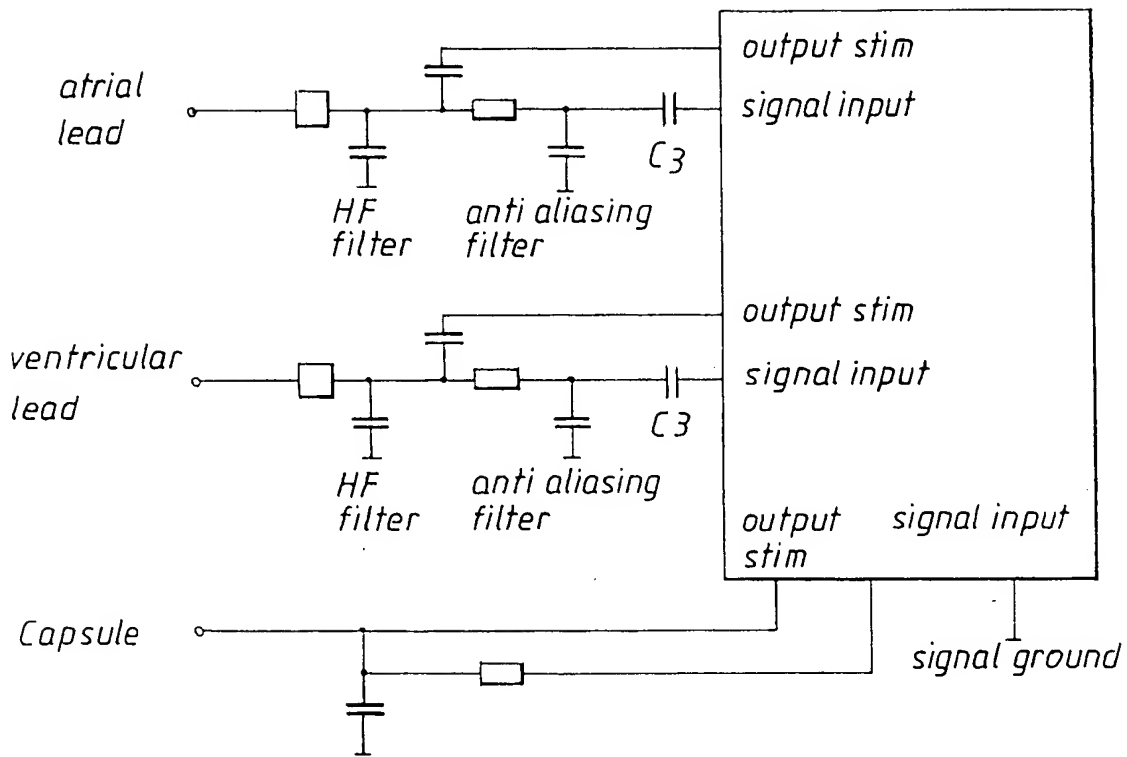 output stim
atrial
lead
signal input
C3
HF
filter
anti aliasing
filter
output stim
ventricular
lead
signal input
C3
HF
filter
anti aliasing
filter
output
stim
signal input
Capsule
signal ground